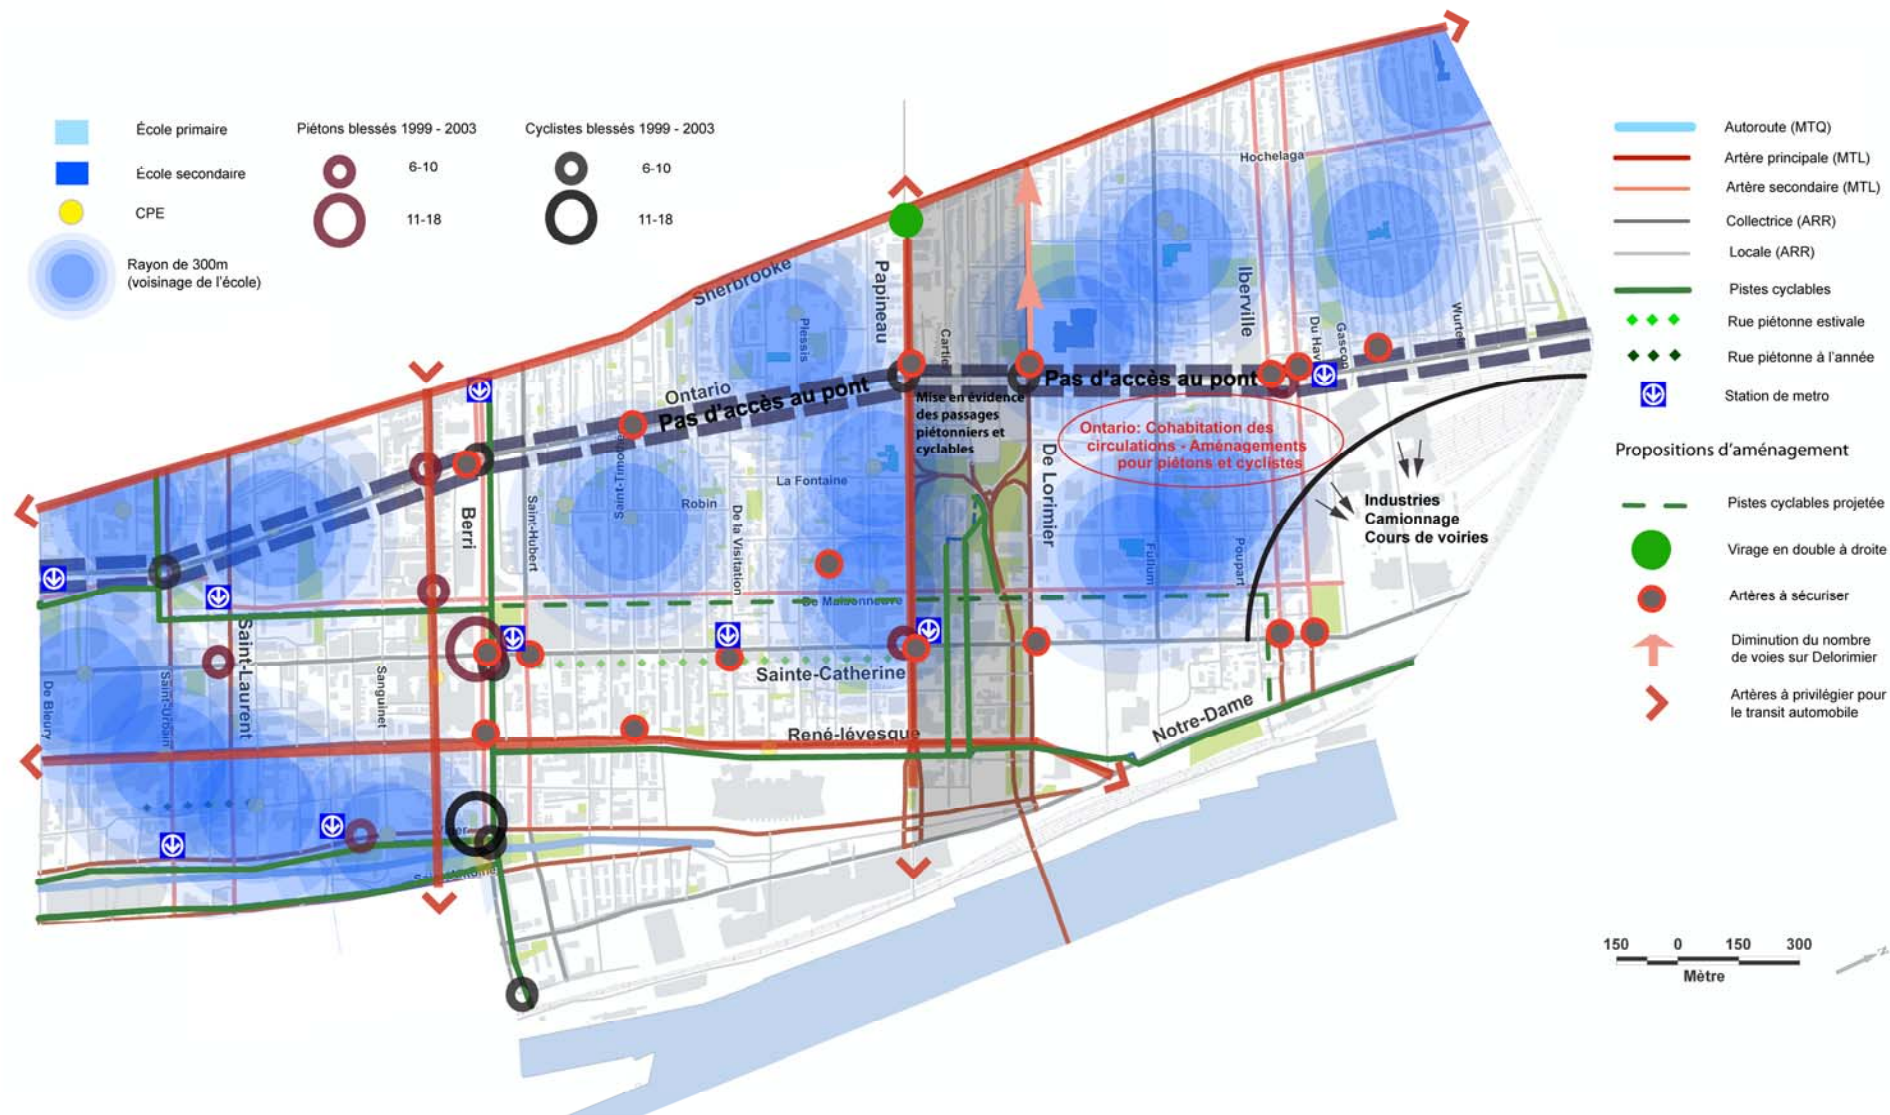 École primaire
École secondaire
CPE
Rayon de 300m
(voisinage de l'école)
Piétons blessés 1999 - 2003
6-10
11-18
Cyclistes blessés 1999 - 2003
6-10
11-18
Autoroute (MTQ)
Artère principale (MTL)
Artère secondaire (MTL)
Collectrice (ARR)
Locale (ARR)
Pistes cyclables
Rue piétonne estivale
Rue piétonne à l'année
Station de metro
Propositions d'aménagement
Pistes cyclables projetée
Virage en double à droite
Artères à sécuriser
Diminution du nombre
de voies sur Delorimier
Artères à privilégier pour
le transit automobile
150 0 150 300
Mètre
N
Hochelaga
Sherbrooke
Papineau
Plessis
Cartier
Iberville
Du Hav
Gascon
Ontario
Pas d'accès au pont
Pas d'accès au pont
Mise en évidence
des passages
piétonniers et
cyclables
Ontario: Cohabitation des
circulations - Aménagements
pour piétons et cyclistes
De Lorimier
Industries
Camionnage
Cours de voiries
La Fontaine
Robin
De la Visitation
Saint-Hubert
Berri
Fullum
Poupart
De Maisonneuve
Sainte-Catherine
Saint-Laurent
Saint-Urbain
De Bleury
Sanguinet
René-lévesque
Notre-Dame